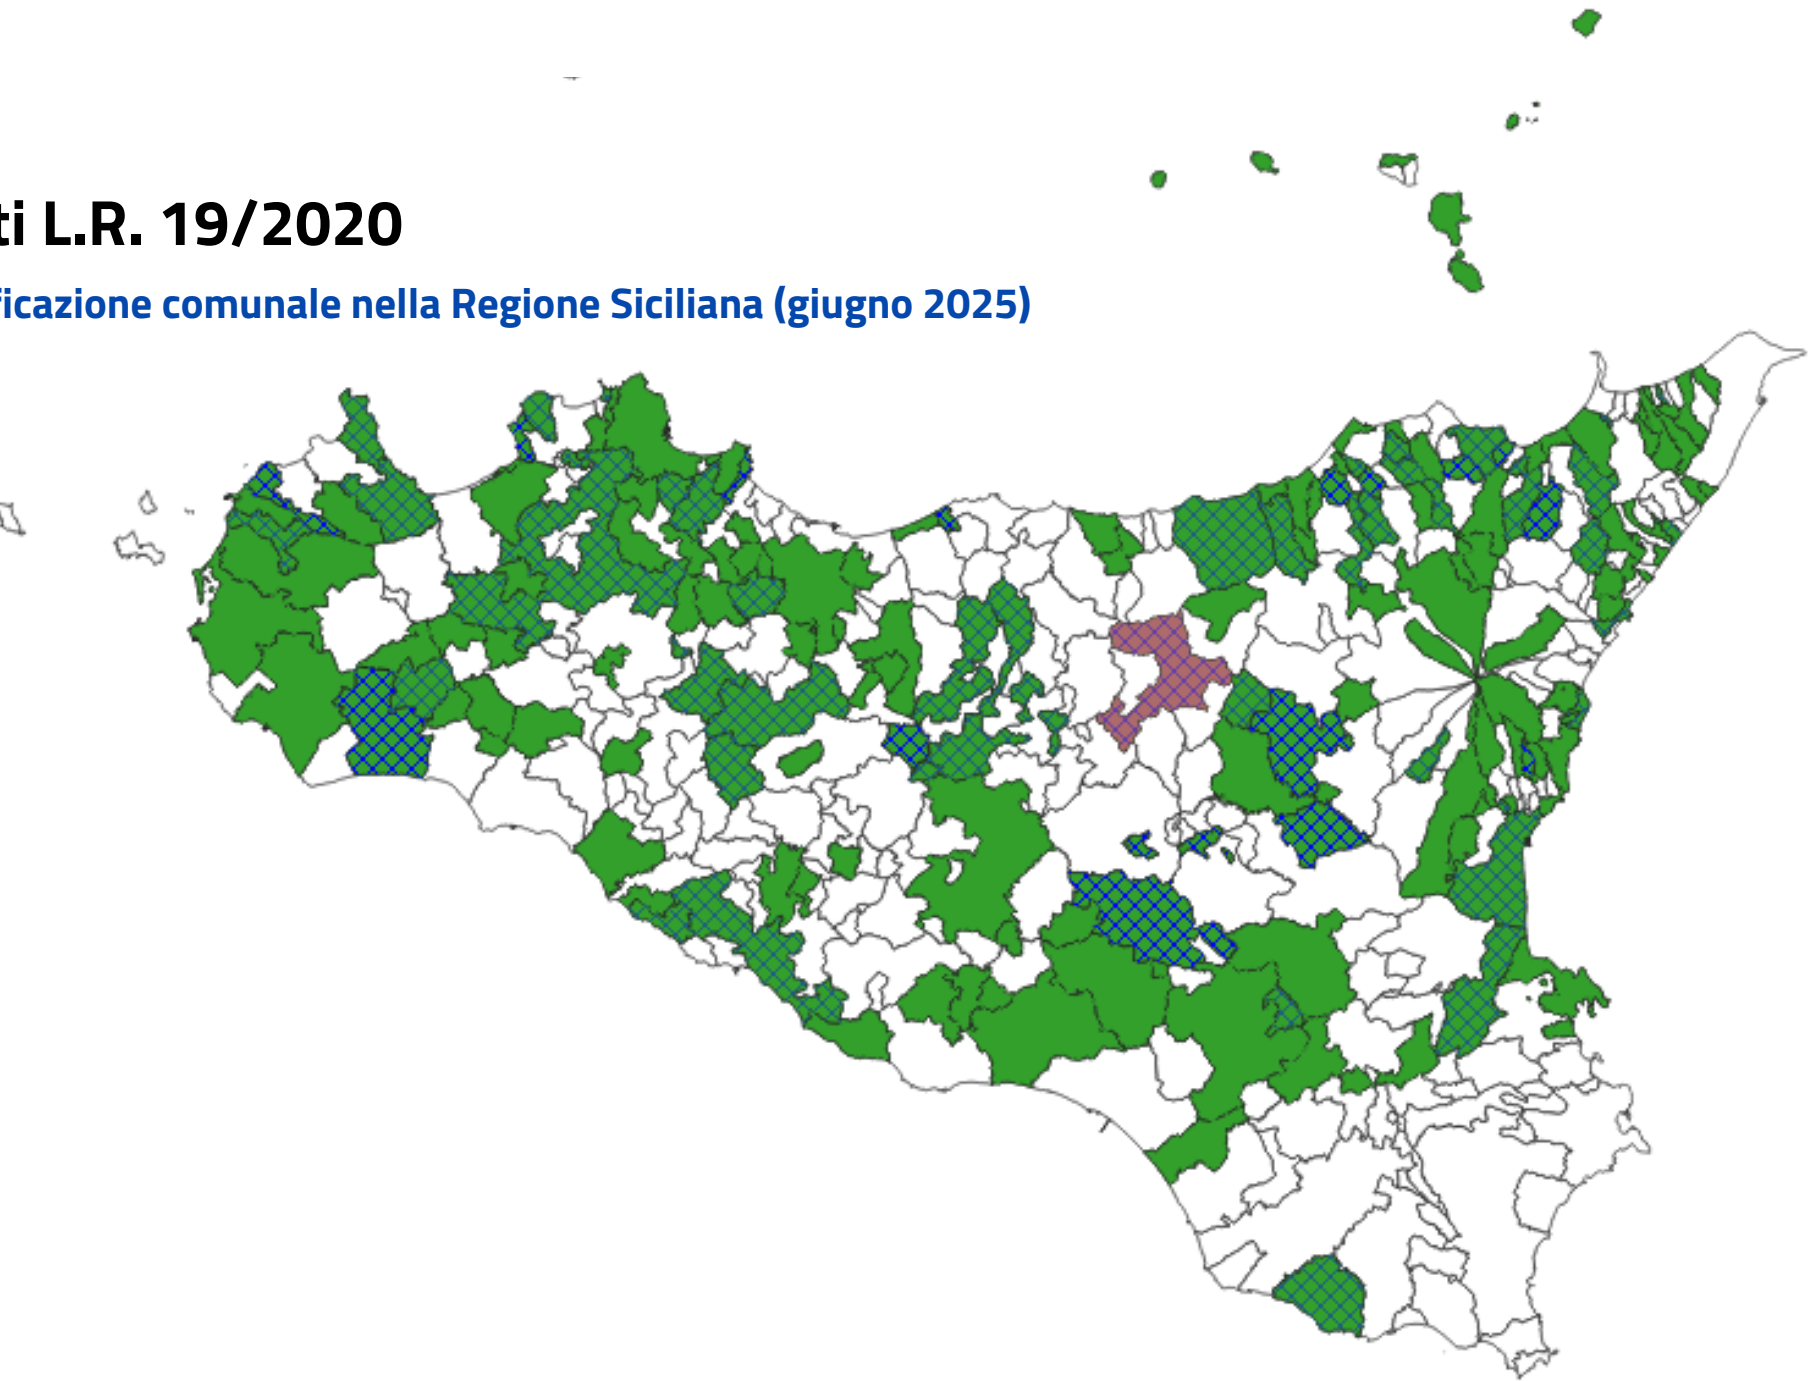 ti L.R. 19/2020
ficazione comunale nella Regione Siciliana (giugno 2025)